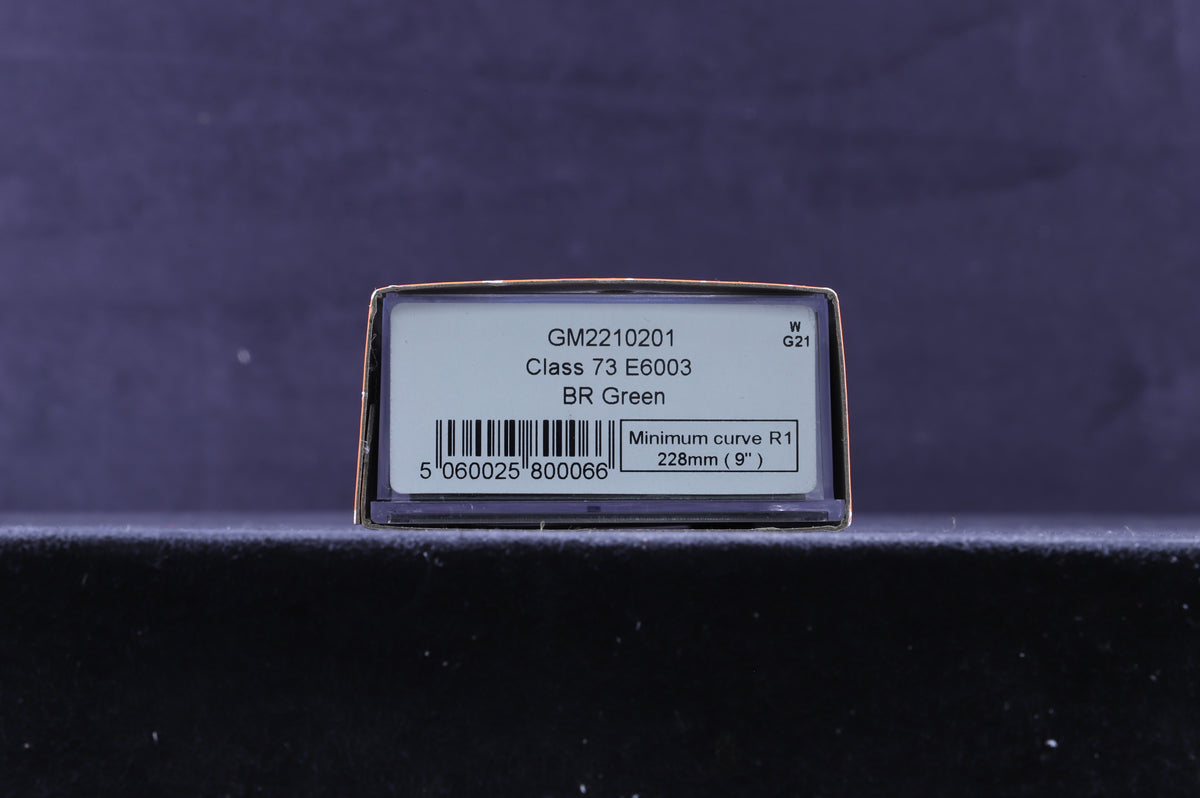 GM2210201
Class 73 E6003
BR Green
W
G21
5 060025 800066
Minimum curve R1
228mm ( 9" )